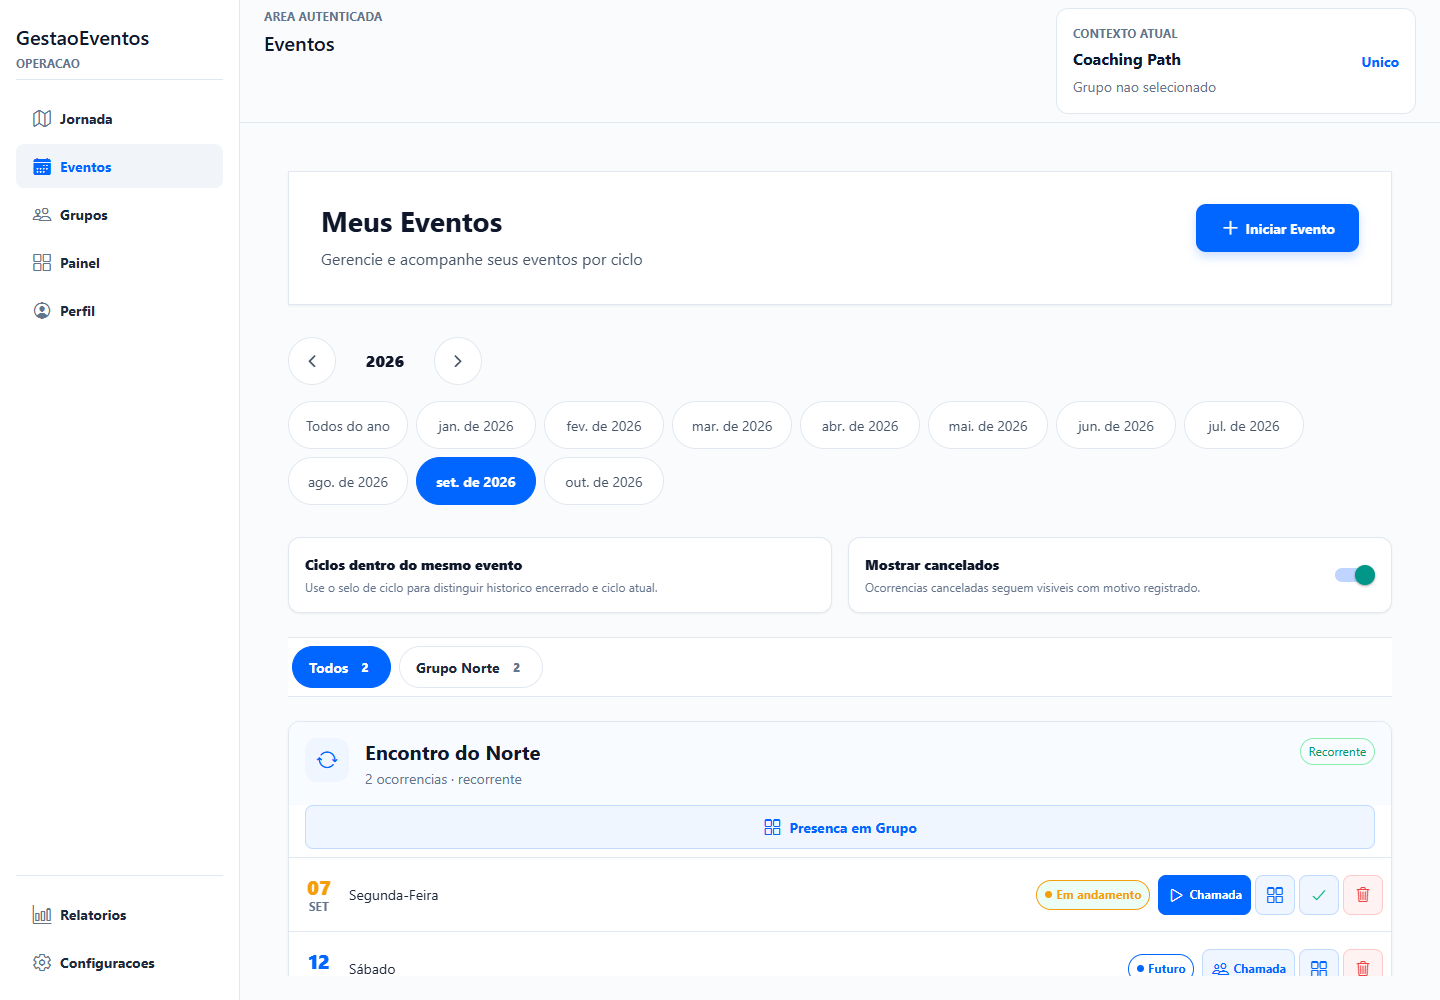 GestaoEventos
OPERACAO
Jornada
Eventos
Grupos
Painel
Perfil
Relatorios
Configuracoes
AREA AUTENTICADA
Eventos
CONTEXTO ATUAL
Coaching Path
Unico
Grupo nao selecionado
Meus Eventos
Gerencie e acompanhe seus eventos por ciclo
Iniciar Evento
2026
Todos do ano
jan. de 2026
fev. de 2026
mar. de 2026
abr. de 2026
mai. de 2026
jun. de 2026
jul. de 2026
ago. de 2026
set. de 2026
out. de 2026
Ciclos dentro do mesmo evento
Use o selo de ciclo para distinguir historico encerrado e ciclo atual.
Mostrar cancelados
Ocorrencias canceladas seguem visiveis com motivo registrado.
Todos 2
Grupo Norte 2
Encontro do Norte
2 ocorrencias · recorrente
Recorrente
Presenca em Grupo
07
SET
Segunda-Feira
Em andamento
Chamada
12
Sábado
Futuro
Chamada